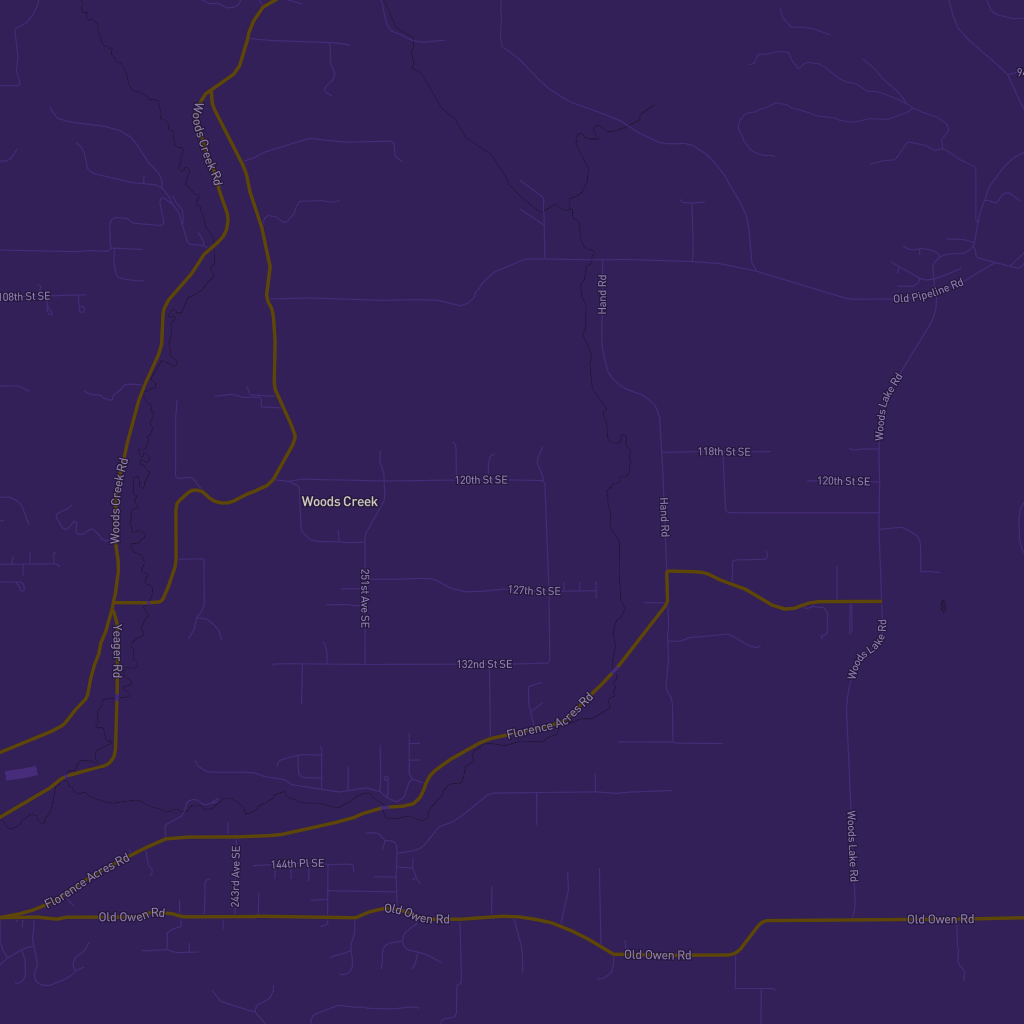 94
Woods Creek Rd
Hand Rd
Old Pipeline Rd
108th St SE
Woods Lake Rd
118th St SE
120th St SE
120th St SE
Woods Creek Rd
Woods Creek
Hand Rd
251st Ave SE
127th St SE
Yeager Rd
Woods Lake Rd
132nd St SE
Florence Acres Rd
Woods Lake Rd
144th Pl SE
243rd Ave SE
Florence Acres Rd
Old Owen Rd
Old Owen Rd
Old Owen Rd
Old Owen Rd